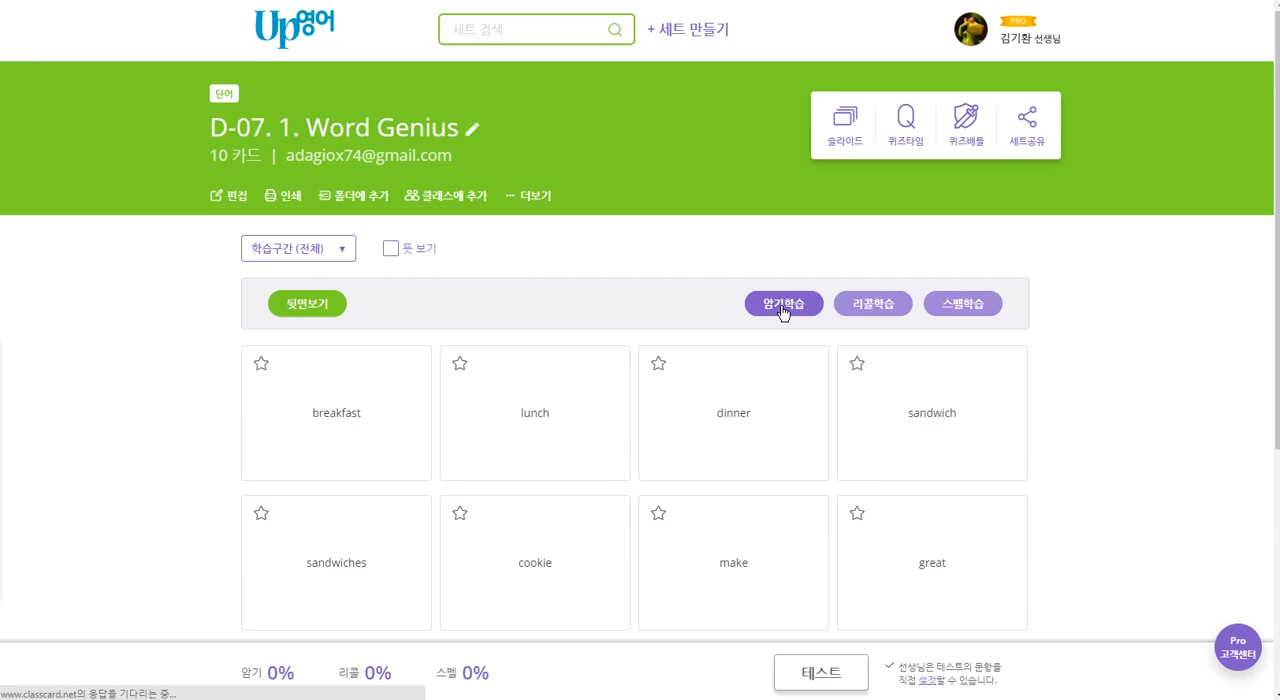 Up영어
세트 검색
+ 세트 만들기
PRO
김기환 선생님
단어
D-07. 1. Word Genius
10 카드 | adagiox74@gmail.com
슬라이드
퀴즈타임
퀴즈배틀
세트공유
편집
인쇄
폴더에 추가
클래스에 추가
··· 더보기
학습구간 (전체) ▼
뜻 보기
뒷면보기
암기학습
리콜학습
스펠학습
breakfast
lunch
dinner
sandwich
sandwiches
cookie
make
great
Pro
고객센터
암기 0%
리콜 0%
스펠 0%
테스트
선생님은 테스트의 문항을
직접 설정할 수 있습니다.
www.classcard.net의 응답을 기다리는 중...